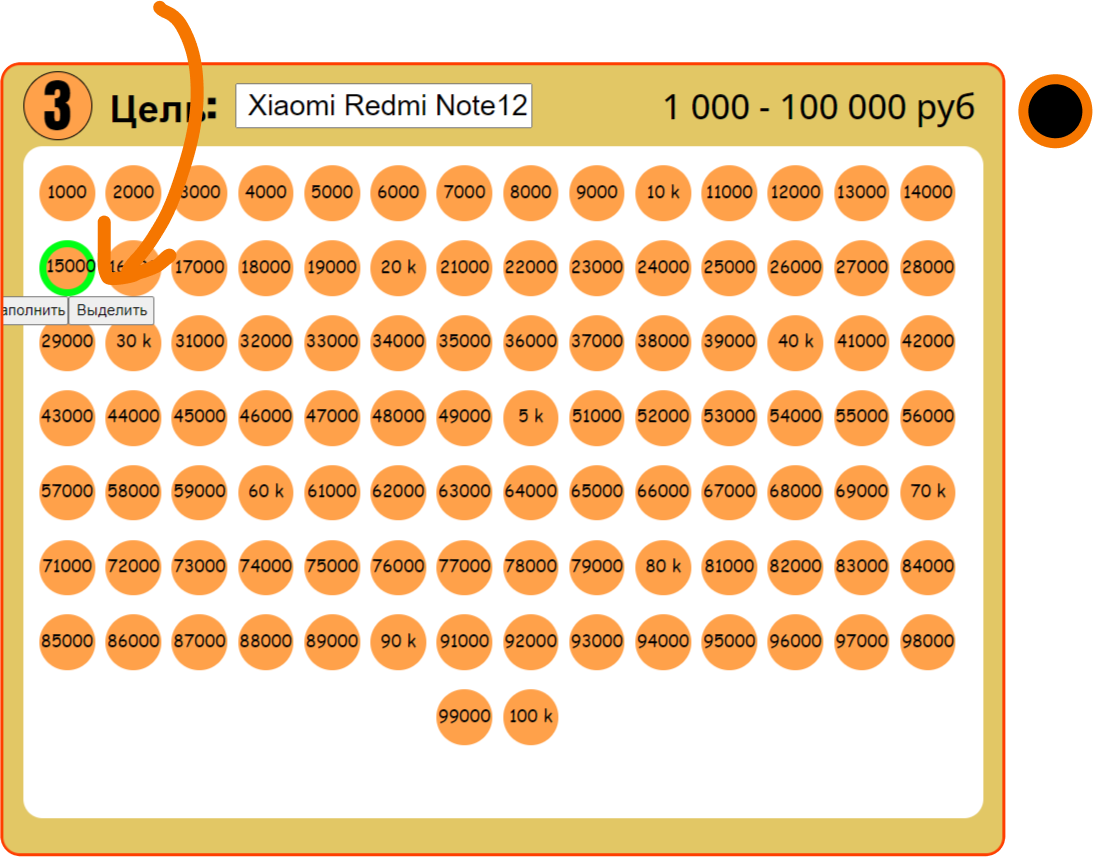 3 Цель: Xiaomi Redmi Note12 1 000 - 100 000 руб
1000 2000 3000 4000 5000 6000 7000 8000 9000 10 k 11000 12000 13000 14000
15000 17000 18000 19000 20 k 21000 22000 23000 24000 25000 26000 27000 28000
аполнить Выделить
29000 30 k 31000 32000 33000 34000 35000 36000 37000 38000 39000 40 k 41000 42000
43000 44000 45000 46000 47000 48000 49000 5 k 51000 52000 53000 54000 55000 56000
57000 58000 59000 60 k 61000 62000 63000 64000 65000 66000 67000 68000 69000 70 k
71000 72000 73000 74000 75000 76000 77000 78000 79000 80 k 81000 82000 83000 84000
85000 86000 87000 88000 89000 90 k 91000 92000 93000 94000 95000 96000 97000 98000
99000 100 k